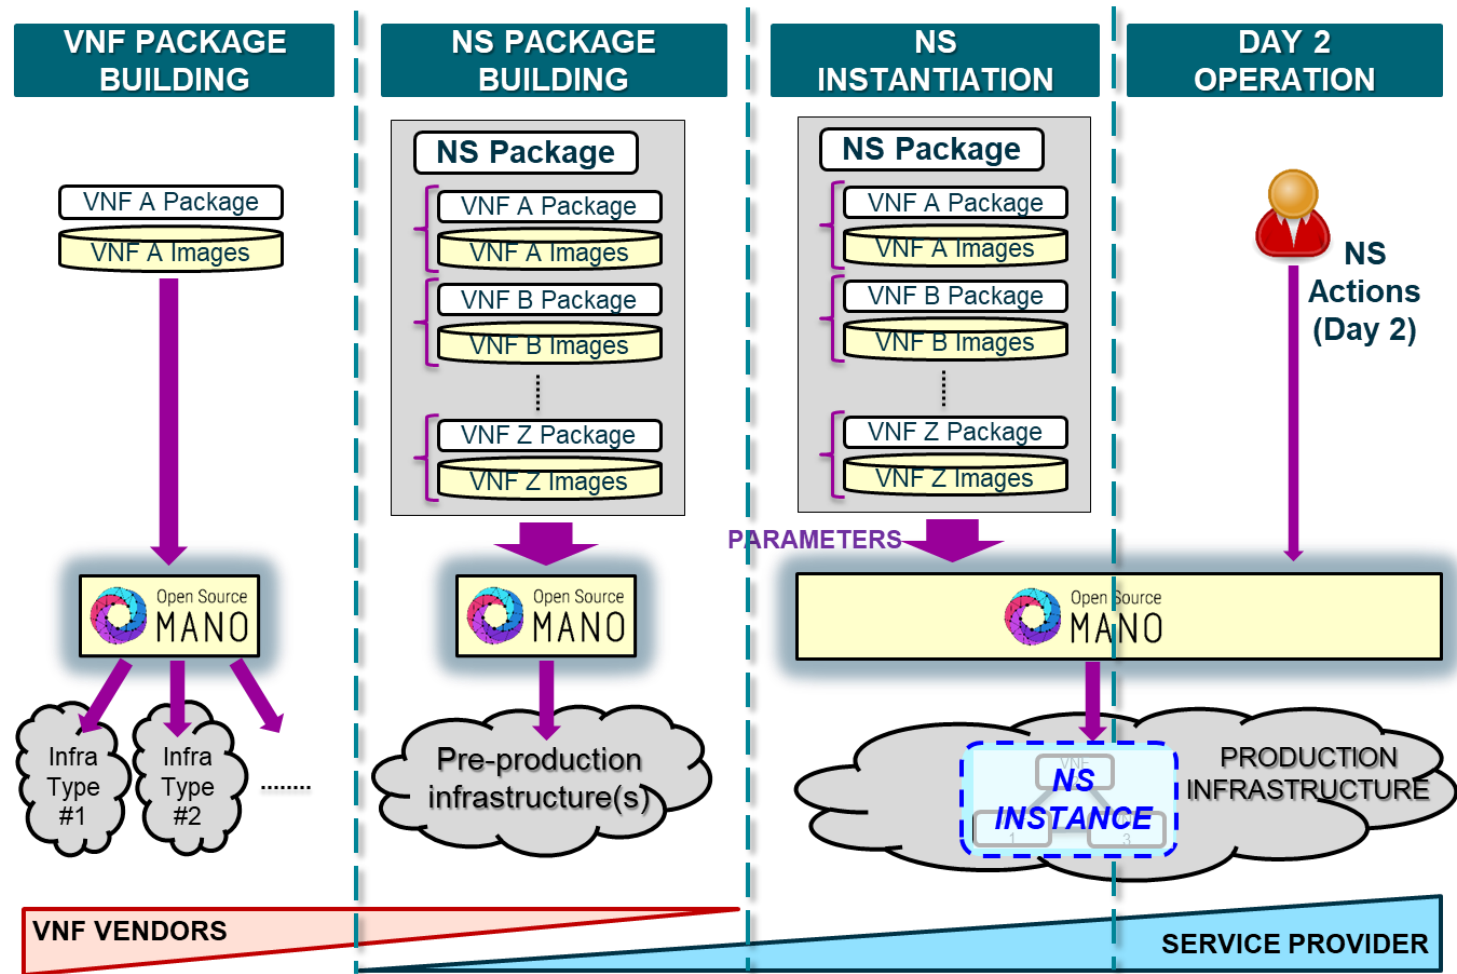 VNF PACKAGE
BUILDING
NS PACKAGE
BUILDING
NS
INSTANTIATION
DAY 2
OPERATION
VNF A Package
VNF A Images
NS Package
VNF A Package
VNF A Images
VNF B Package
VNF B Images
VNF Z Package
VNF Z Images
NS Package
VNF A Package
VNF A Images
VNF B Package
VNF B Images
VNF Z Package
VNF Z Images
NS
Actions
(Day 2)
PARAMETERS
Open Source
MANO
Open Source
MANO
Open Source
MANO
Infra
Type
#1
Infra
Type
#2
........
Pre-production
infrastructure(s)
VNF
NS
INSTANCE
1
3
PRODUCTION
INFRASTRUCTURE
VNF VENDORS
SERVICE PROVIDER